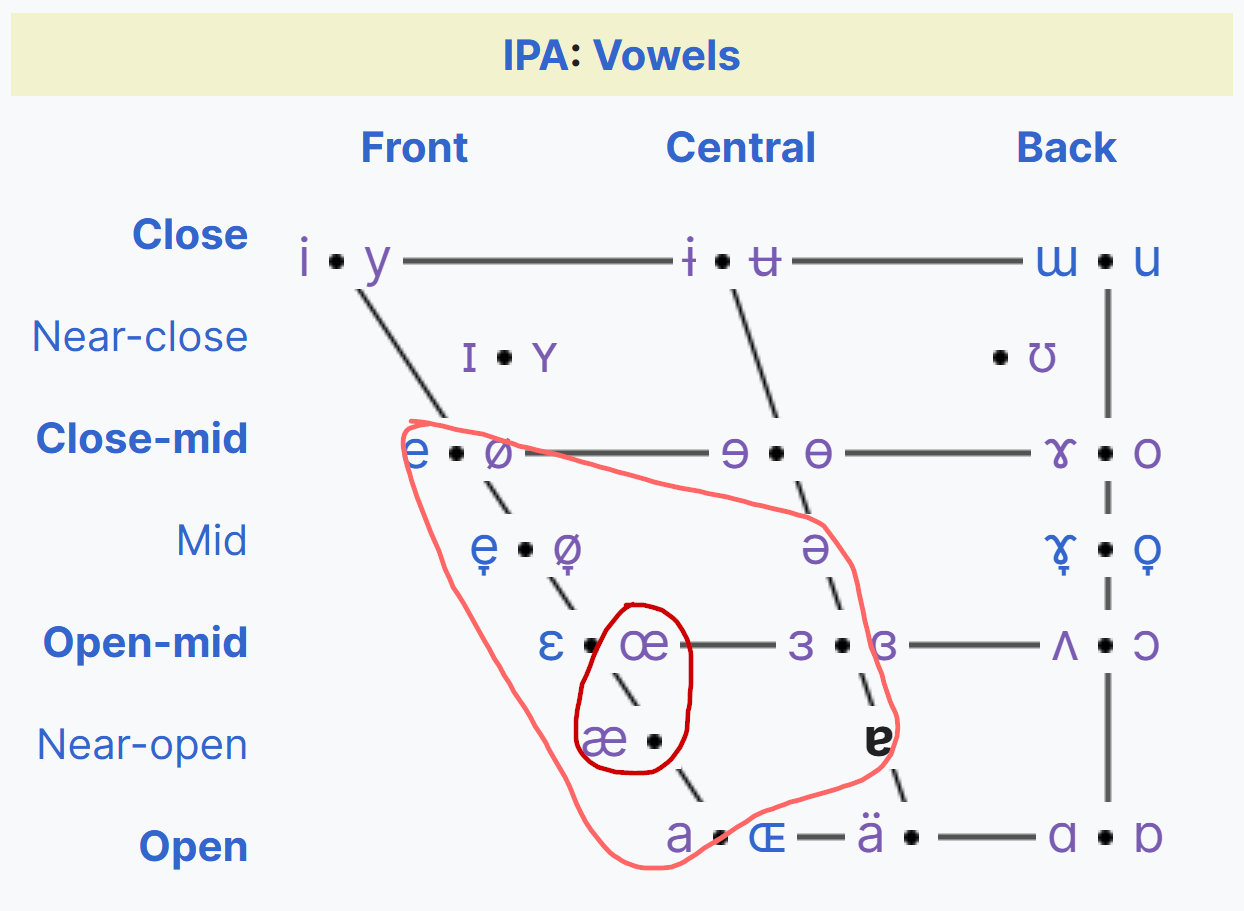 IPA: Vowels
Front Central Back
Close i • y ɨ • ʉ ɯ • u
Near-close ɪ • ʏ • ʊ
Close-mid e • ø ɘ • ɵ ɤ • o
Mid e̞ • ø̞ ə ɤ̞ • o̞
Open-mid ɛ • œ ɜ • ɞ ʌ • ɔ
Near-open æ • ɐ
Open a • ɶ ä • ɑ • ɒ